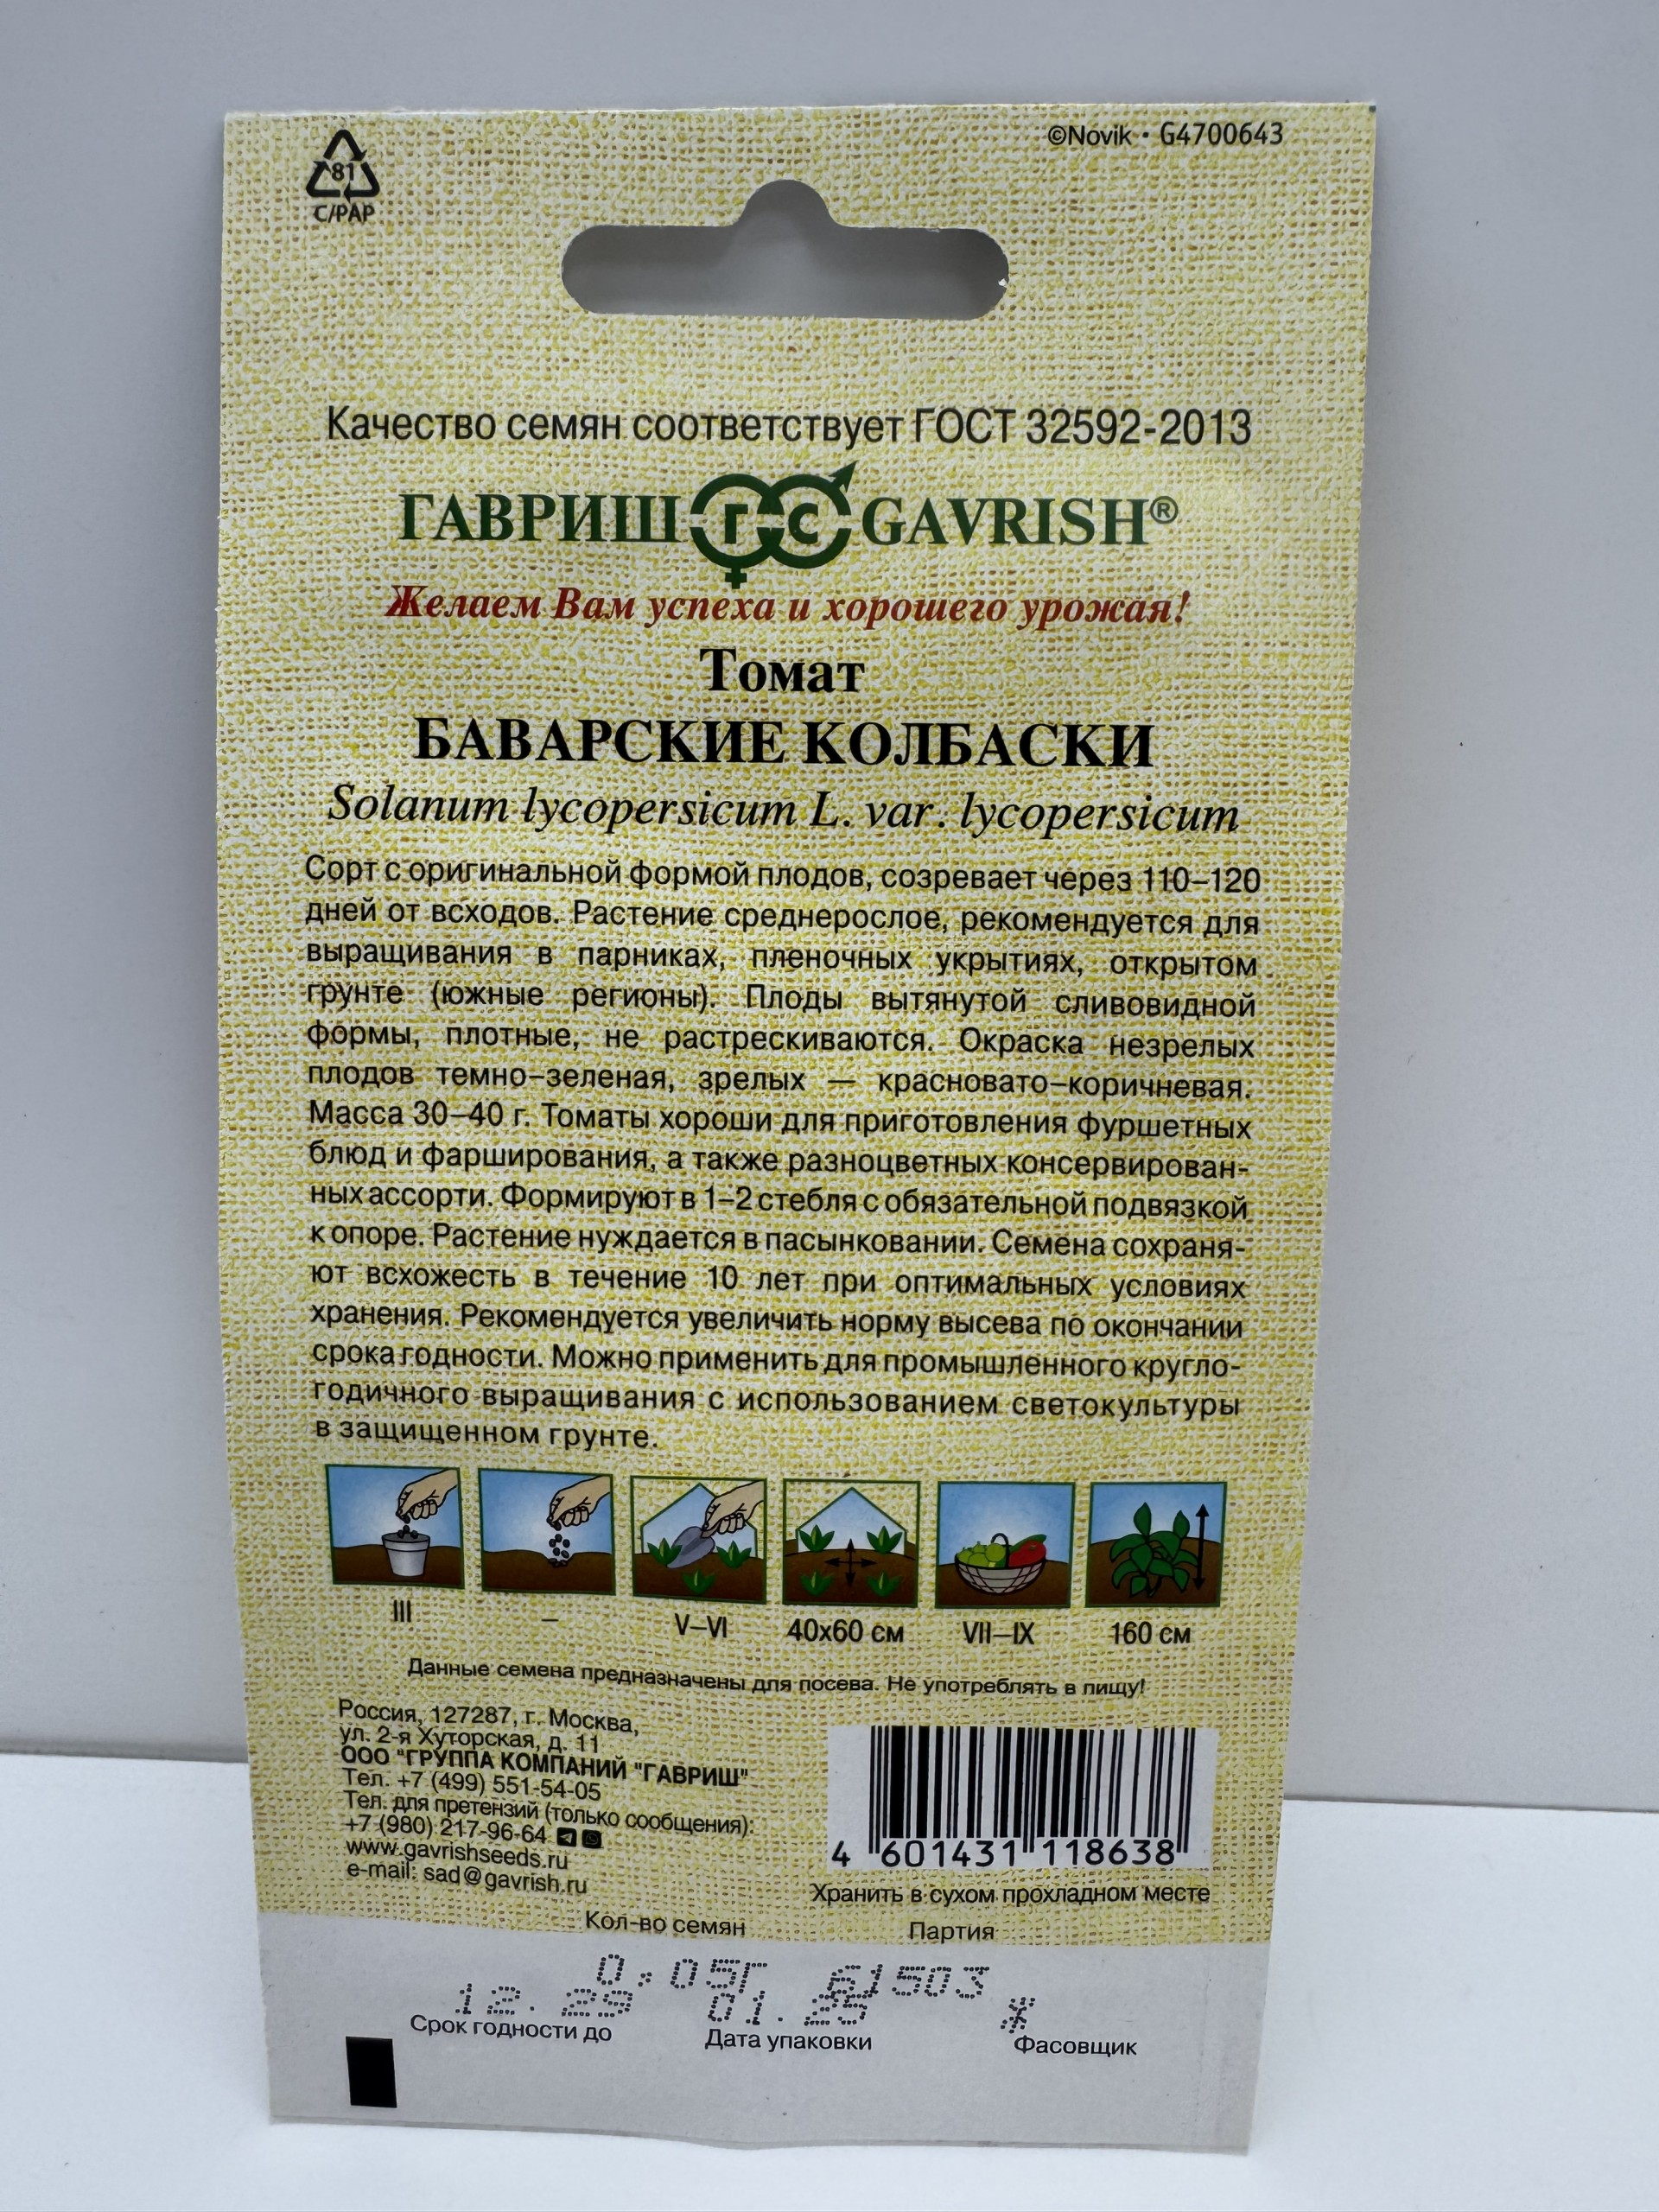 81
C/PAP
©Novik • G4700643
Качество семян соответствует ГОСТ 32592-2013
ГАВРИШ ГС GAVRISH®
Желаем Вам успеха и хорошего урожая!
Томат
БАВАРСКИЕ КОЛБАСКИ
Solanum lycopersicum L. var. lycopersicum
Сорт с оригинальной формой плодов, созревает через 110–120
дней от всходов. Растение среднерослое, рекомендуется для
выращивания в парниках, пленочных укрытиях, открытом
грунте (южные регионы). Плоды вытянутой сливовидной
формы, плотные, не растрескиваются. Окраска незрелых
плодов темно-зеленая, зрелых — красновато-коричневая.
Масса 30–40 г. Томаты хороши для приготовления фуршетных
блюд и фарширования, а также разноцветных консервирован-
ных ассорти. Формируют в 1–2 стебля с обязательной подвязкой
к опоре. Растение нуждается в пасынковании. Семена сохраня-
ют всхожесть в течение 10 лет при оптимальных условиях
хранения. Рекомендуется увеличить норму высева по окончании
срока годности. Можно применить для промышленного кругло-
годичного выращивания с использованием светокультуры
в защищенном грунте.
III – V–VI 40x60 см VII–IX 160 см
Данные семена предназначены для посева. Не употреблять в пищу!
Россия, 127287, г. Москва,
ул. 2-я Хуторская, д. 11
ООО "ГРУППА КОМПАНИЙ "ГАВРИШ"
Тел. +7 (499) 551-54-05
Тел. для претензий (только сообщения):
+7 (980) 217-96-64
www.gavrishseeds.ru
e-mail: sad@gavrish.ru
4 601431 118638
Хранить в сухом прохладном месте
Кол-во семян Партия
0,05Г 61503
12.29 01.25 Ж
Срок годности до Дата упаковки Фасовщик